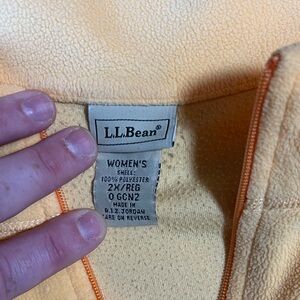 L.L.Bean®
WOMEN'S
SHELL:
100% POLYESTER
2X/REG
0 GCN2
MADE IN
Q.I.Z. JORDAN
CARE ON REVERSE